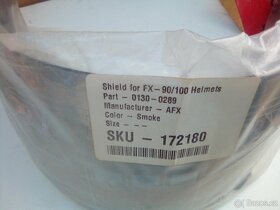 Shield for FX-90/100 Helmets
Part - 0130-0289
Manufacturer - AFX
Color - Smoke
Size - - -
SKU - 172180